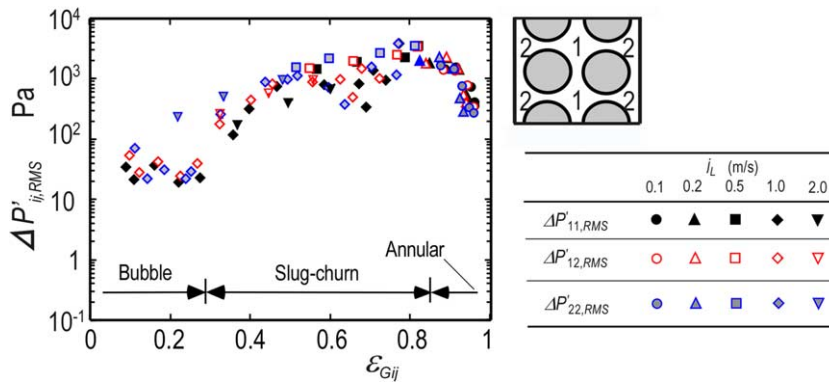 ΔP'ij,RMS Pa
10⁴
10³
10²
10
1
10⁻¹
Bubble
Slug-churn
Annular
0 0.2 0.4 0.6 0.8 1
εGij
2 1 2
2 1 2
jL (m/s)
0.1 0.2 0.5 1.0 2.0
ΔP'11,RMS
ΔP'12,RMS
ΔP'22,RMS